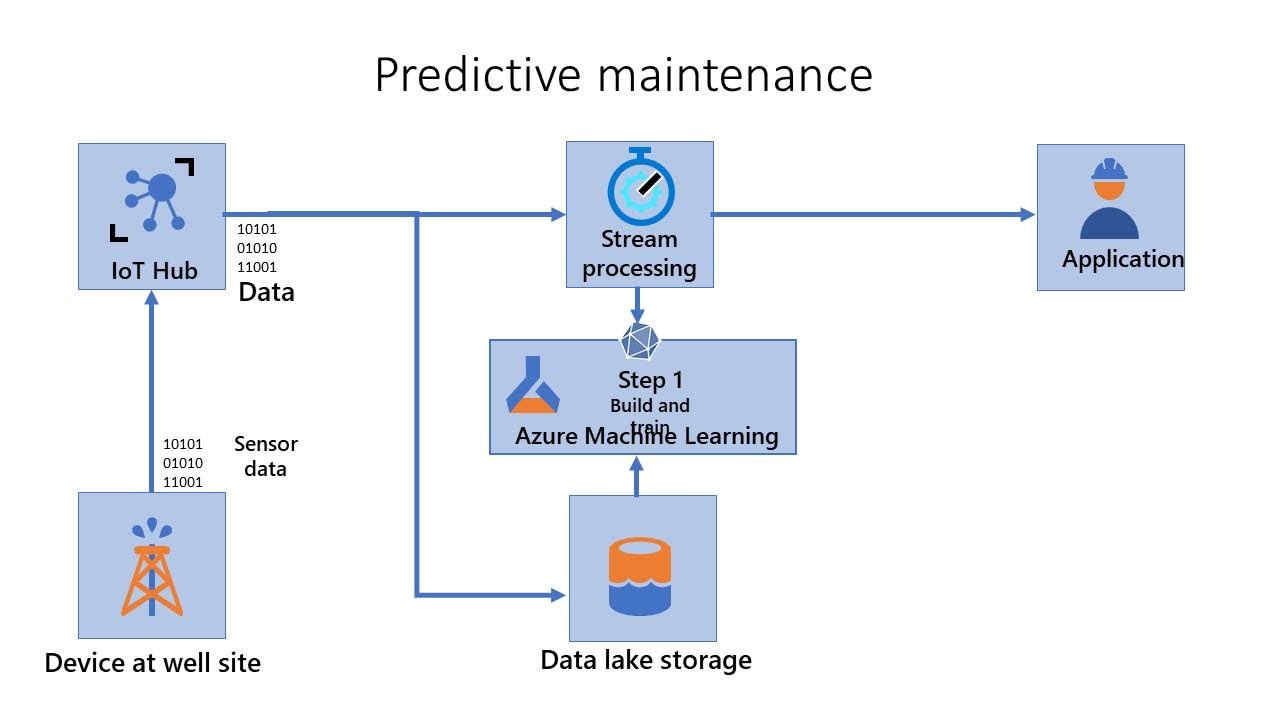 Predictive maintenance
IoT Hub
10101
01010
11001
Data
Stream
processing
Application
Step 1
Build and
train
Azure Machine Learning
10101
01010
11001
Sensor
data
Device at well site
Data lake storage